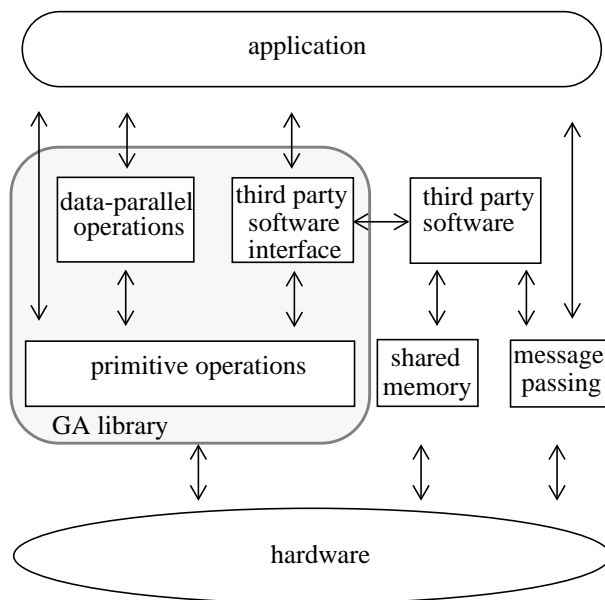 application
data-parallel
operations
third party
software
interface
third party
software
primitive operations
shared
memory
message
passing
GA library
hardware